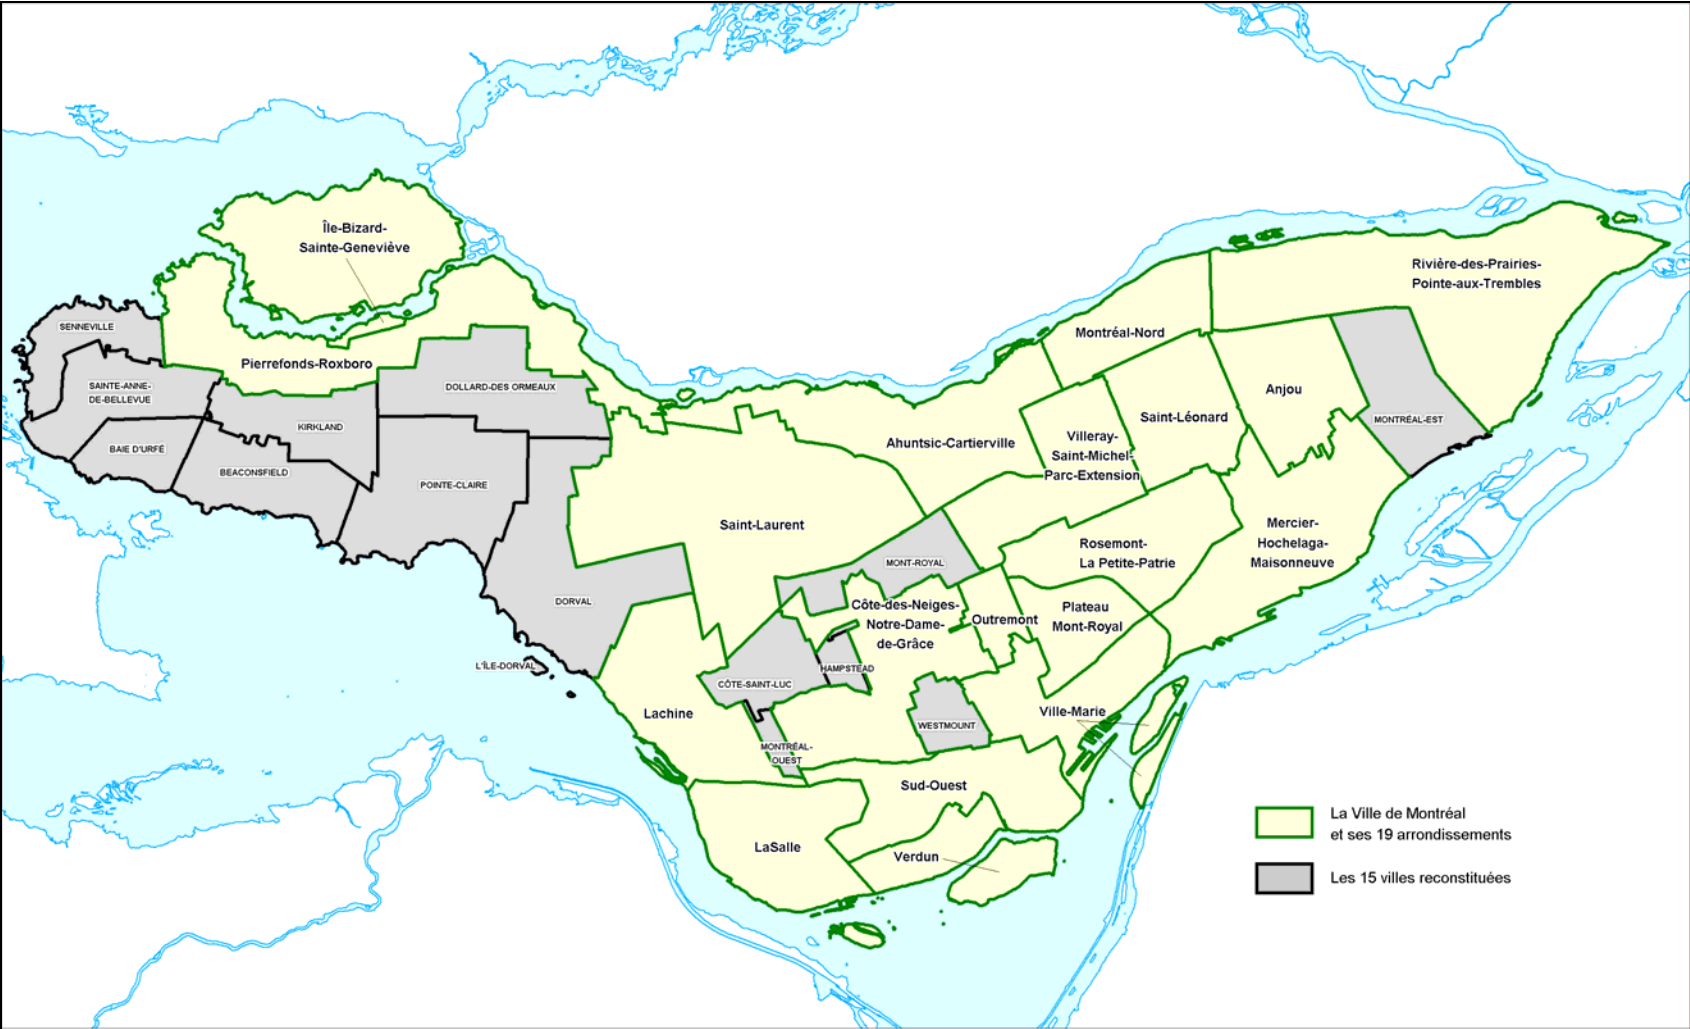 Île-Bizard-
Sainte-Geneviève
Rivière-des-Prairies-
Pointe-aux-Trembles
SENNEVILLE
Montréal-Nord
Pierrefonds-Roxboro
SAINTE-ANNE-
DE-BELLEVUE
DOLLARD-DES ORMEAUX
Anjou
Saint-Léonard
MONTRÉAL-EST
KIRKLAND
BAIE D'URFÉ
Ahuntsic-Cartierville
Villeray-
Saint-Michel-
Parc-Extension
BEACONSFIELD
POINTE-CLAIRE
Saint-Laurent
Mercier-
Hochelaga-
Maisonneuve
Rosemont-
La Petite-Patrie
MONT-ROYAL
DORVAL
Côte-des-Neiges-
Notre-Dame-
de-Grâce
Outremont
Plateau
Mont-Royal
L'ÎLE-DORVAL
HAMPSTEAD
CÔTE-SAINT-LUC
Lachine
Ville-Marie
WESTMOUNT
MONTRÉAL-
OUEST
Sud-Ouest
LaSalle
Verdun
La Ville de Montréal
et ses 19 arrondissements
Les 15 villes reconstituées